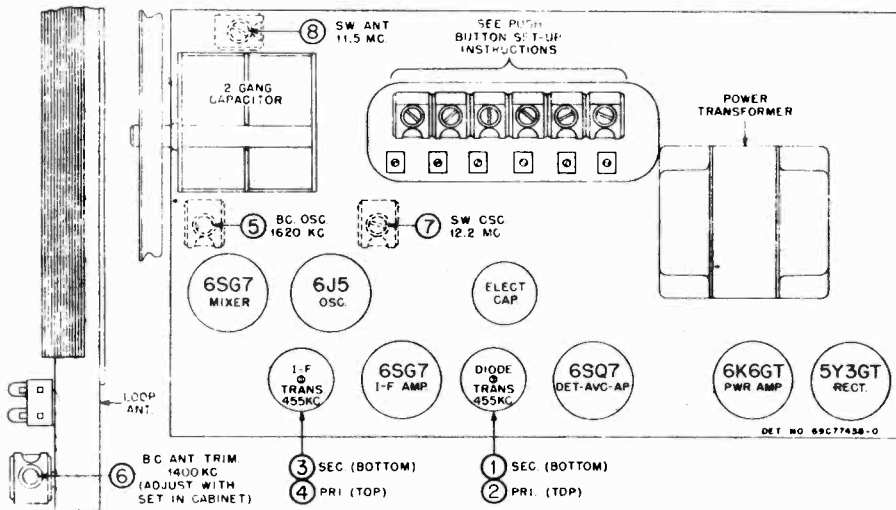 8 SW ANT
11.5 MC.
SEE PUSH
BUTTON SET-UP
INSTRUCTIONS
2 GANG
CAPACITOR
POWER
TRANSFORMER
5 BC. OSC.
1620 KC
7 SW OSC.
12.2 MC
6SG7
MIXER
6J5
OSC.
ELECT
CAP
I-F
TRANS
455KC
6SG7
I-F AMP.
DIODE
TRANS
455KC
6SQ7
DET-AVC-AP
6K6GT
PWR AMP
5Y3GT
RECT.
LOOP
ANT.
DET. NO. 69C77438-0
6 BC ANT TRIM.
1400 KC
(ADJUST WITH
SET IN CABINET)
3 SEC. (BOTTOM)
4 PRI. (TOP)
1 SEC. (BOTTOM)
2 PRI. (TOP)